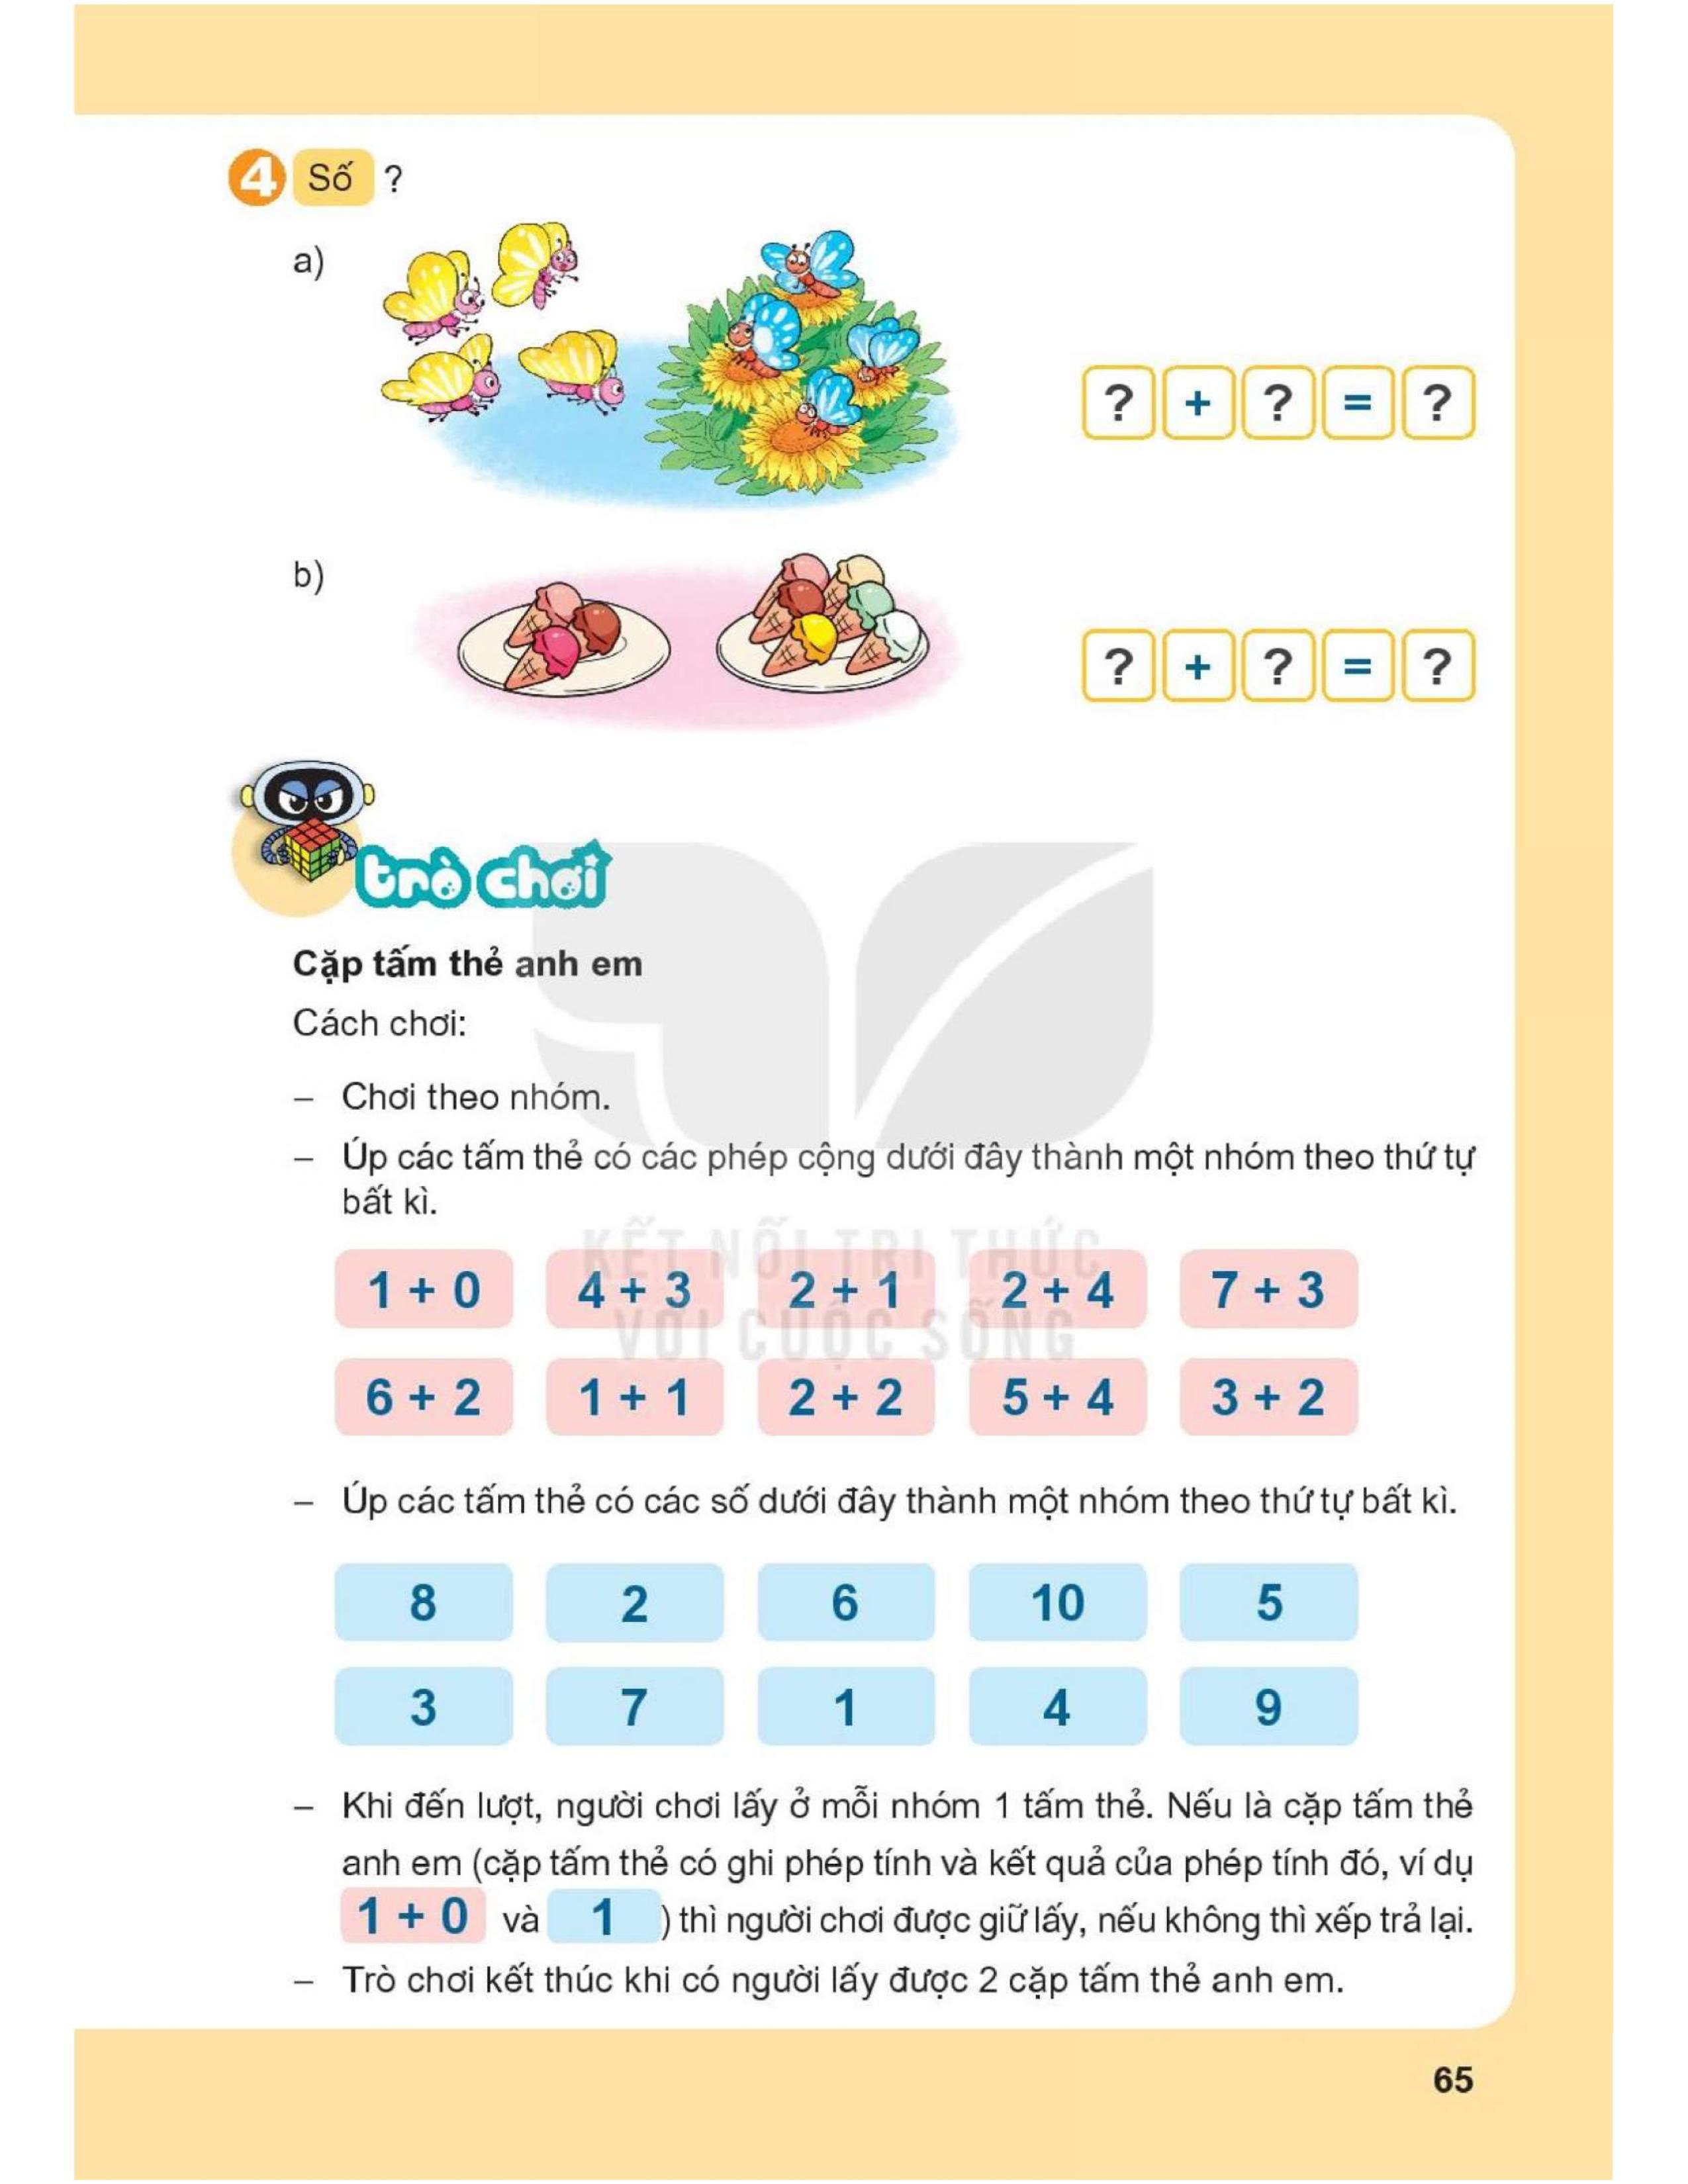 4 Số ?
a)
? + ? = ?
b)
? + ? = ?
trò chơi
Cặp tấm thẻ anh em
Cách chơi:
– Chơi theo nhóm.
– Úp các tấm thẻ có các phép cộng dưới đây thành một nhóm theo thứ tự
bất kì.
KẾT NỐI TRI THỨC
VỚI CUỘC SỐNG
1 + 0 4 + 3 2 + 1 2 + 4 7 + 3
6 + 2 1 + 1 2 + 2 5 + 4 3 + 2
– Úp các tấm thẻ có các số dưới đây thành một nhóm theo thứ tự bất kì.
8 2 6 10 5
3 7 1 4 9
– Khi đến lượt, người chơi lấy ở mỗi nhóm 1 tấm thẻ. Nếu là cặp tấm thẻ
anh em (cặp tấm thẻ có ghi phép tính và kết quả của phép tính đó, ví dụ
1 + 0 và 1 ) thì người chơi được giữ lấy, nếu không thì xếp trả lại.
– Trò chơi kết thúc khi có người lấy được 2 cặp tấm thẻ anh em.
65